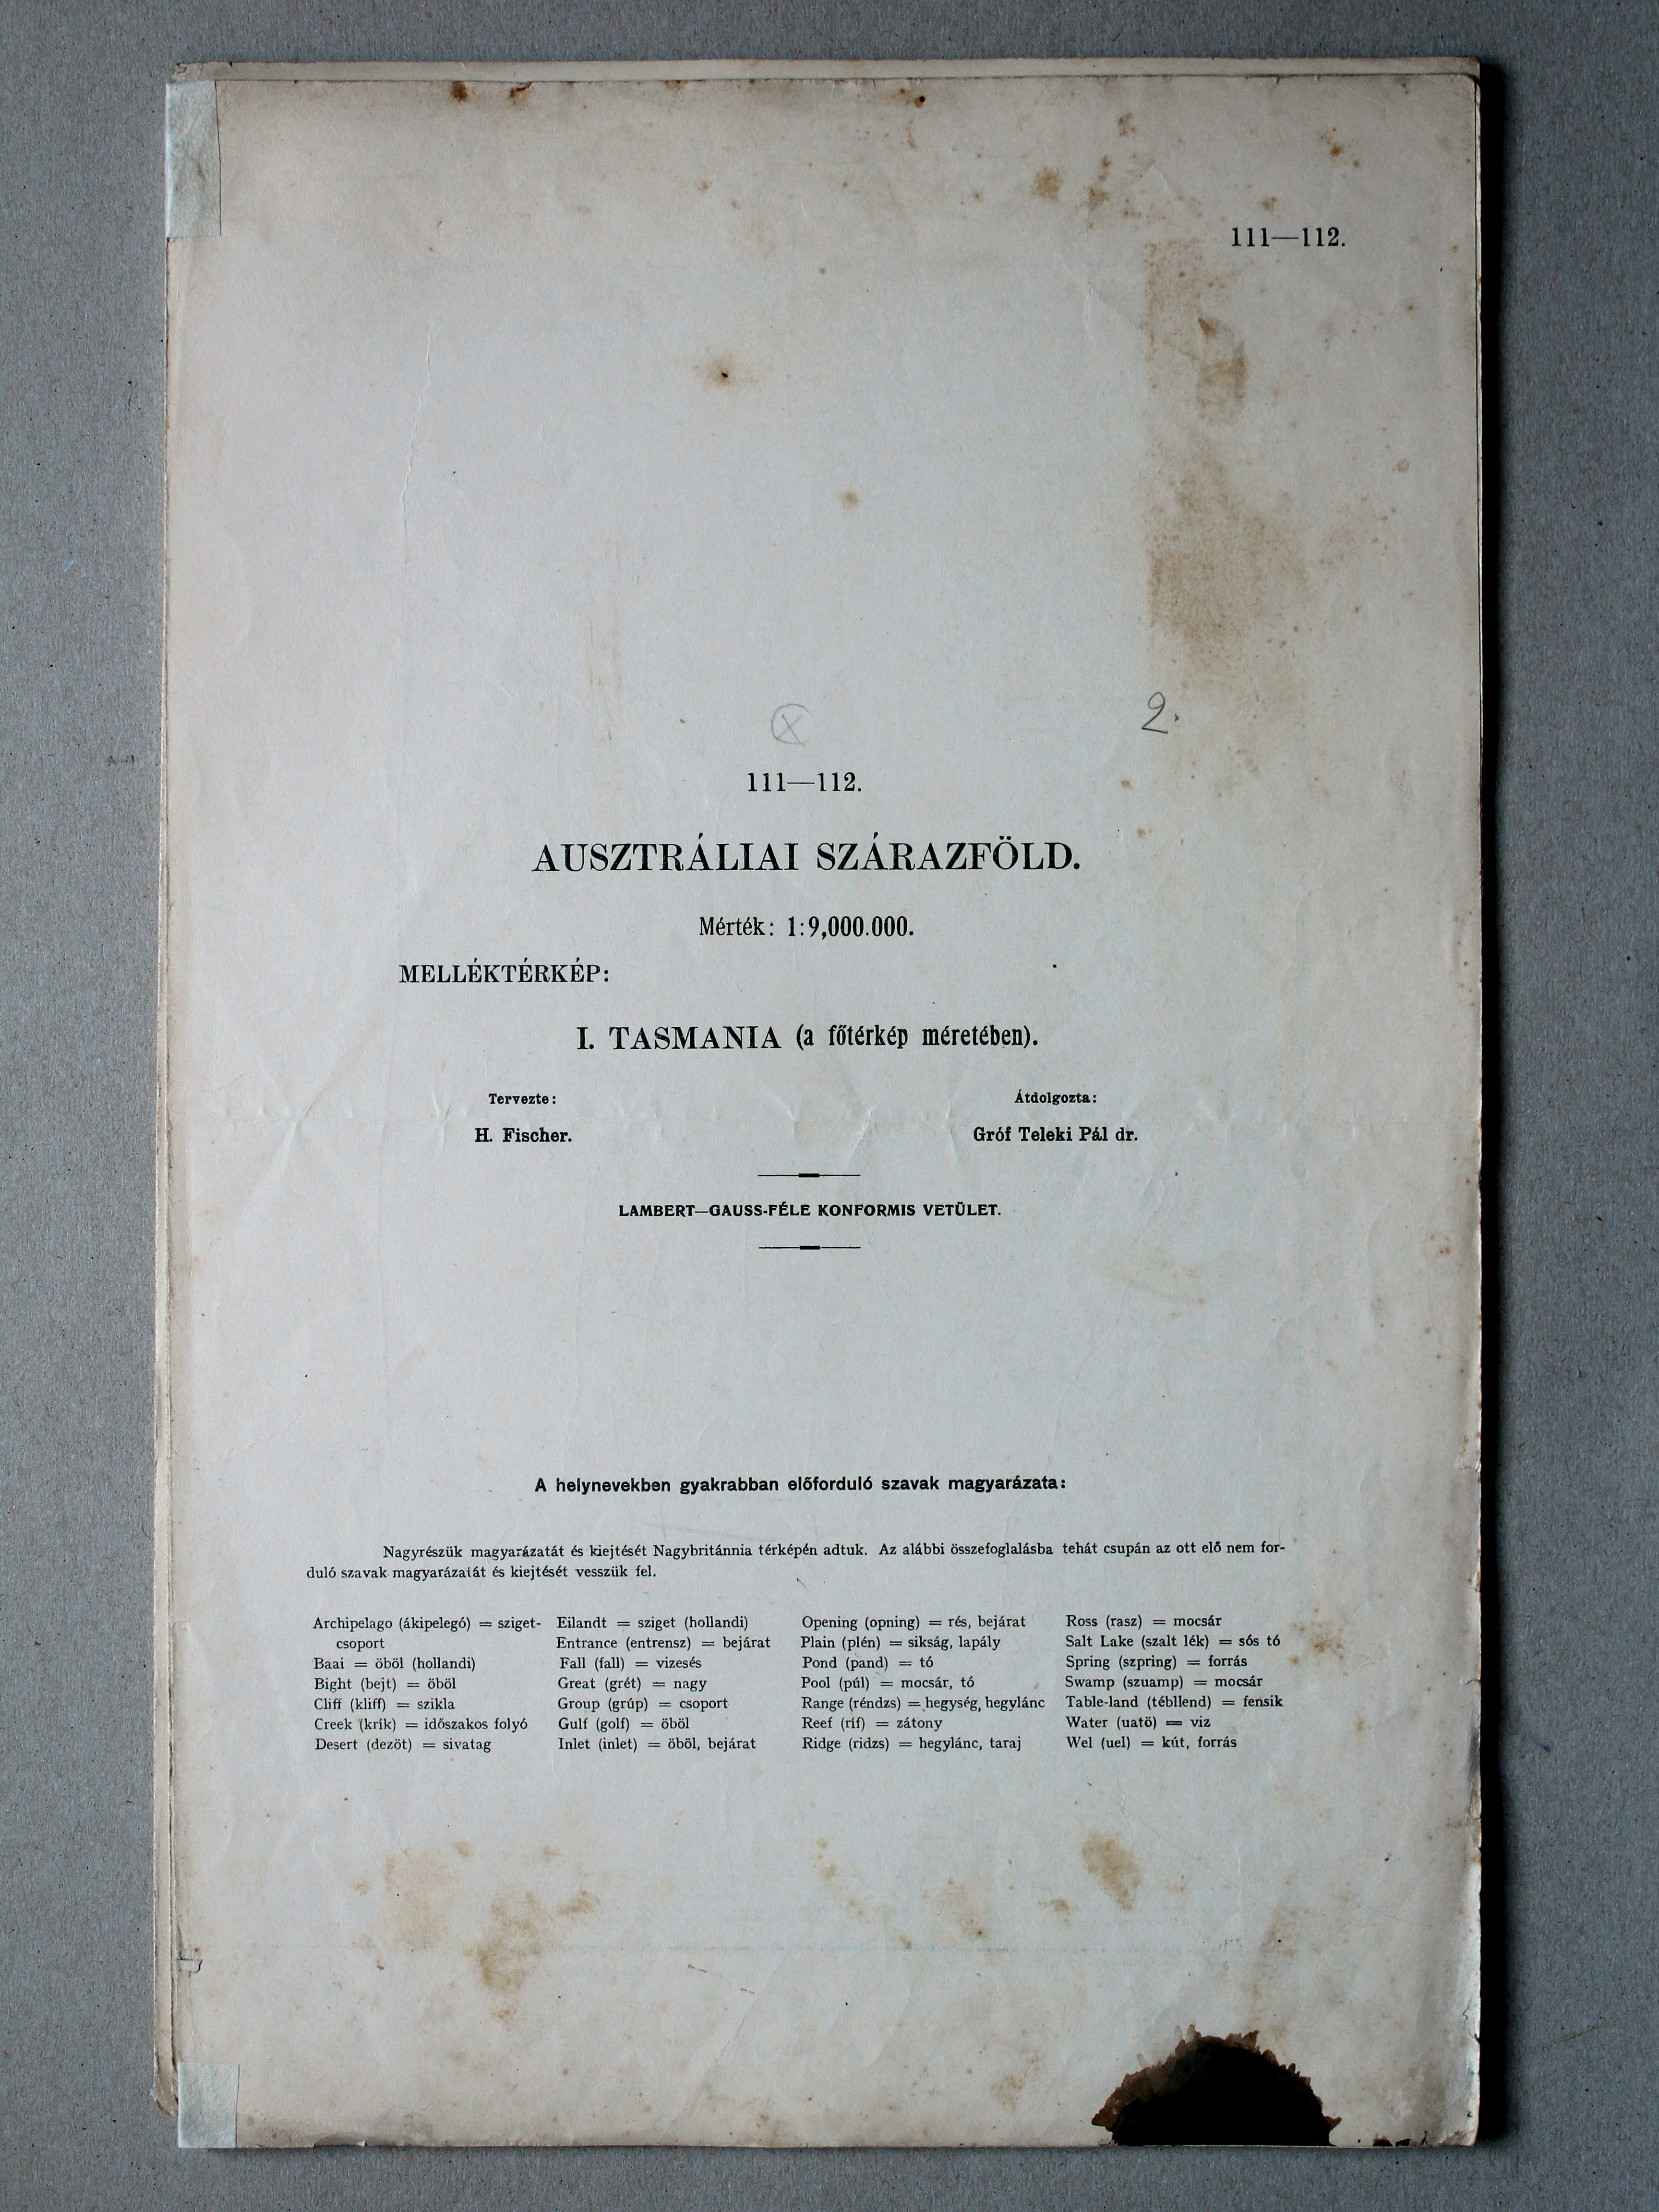 111—112.
2.
X
111—112.
AUSZTRÁLIAI SZÁRAZFÖLD.
Mérték: 1:9,000.000.
MELLÉKTÉRKÉP:
I. TASMANIA (a főtérkép méretében).
Tervezte: Átdolgozta:
H. Fischer. Gróf Teleki Pál dr.
LAMBERT—GAUSS-FÉLE KONFORMIS VETÜLET.
A helynevekben gyakrabban előforduló szavak magyarázata:
Nagyrészük magyarázatát és kiejtését Nagybritánnia térképén adtuk. Az alábbi összefoglalásba tehát csupán az ott elő nem for-
duló szavak magyarázatát és kiejtését vesszük fel.
Archipelago (ákipelegó) = sziget-
csoport
Baai = öböl (hollandi)
Bight (bejt) = öböl
Cliff (kliff) = szikla
Creek (krík) = időszakos folyó
Desert (dezöt) = sivatag
Eilandt = sziget (hollandi)
Entrance (entrensz) = bejárat
Fall (fall) = vizesés
Great (grét) = nagy
Group (grúp) = csoport
Gulf (golf) = öböl
Inlet (inlet) = öböl, bejárat
Opening (opning) = rés, bejárat
Plain (plén) = sikság, lapály
Pond (pand) = tó
Pool (púl) = mocsár, tó
Range (réndzs) = hegység, hegylánc
Reef (ríf) = zátony
Ridge (ridzs) = hegylánc, taraj
Ross (rasz) = mocsár
Salt Lake (szalt lék) = sós tó
Spring (szpring) = forrás
Swamp (szuamp) = mocsár
Table-land (tébllend) = fensik
Water (uatö) = viz
Wel (uel) = kút, forrás